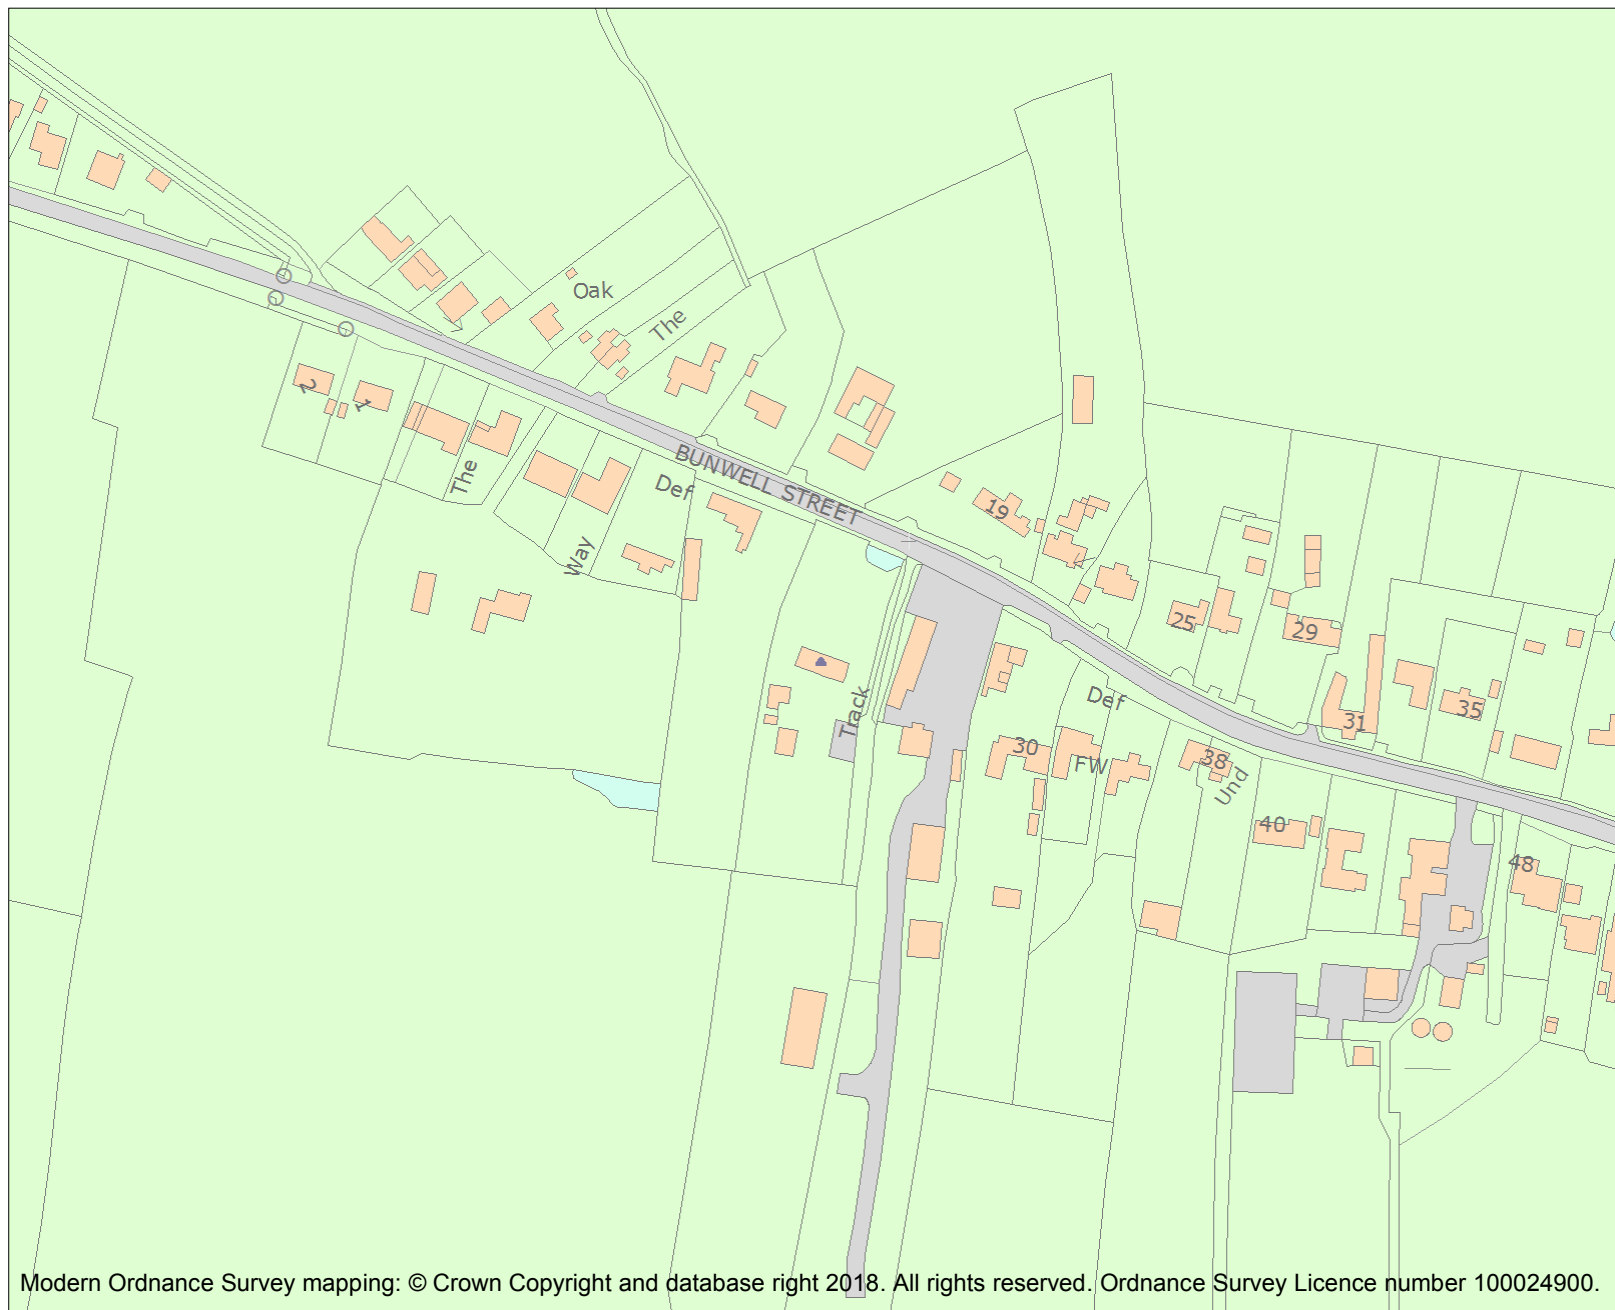 Oak
The
2
1
The
BUNWELL STREET
Def
Way
19
25
29
Track
Def
31
35
30
FW
38
Und
40
48
Modern Ordnance Survey mapping: © Crown Copyright and database right 2018. All rights reserved. Ordnance Survey Licence number 100024900.